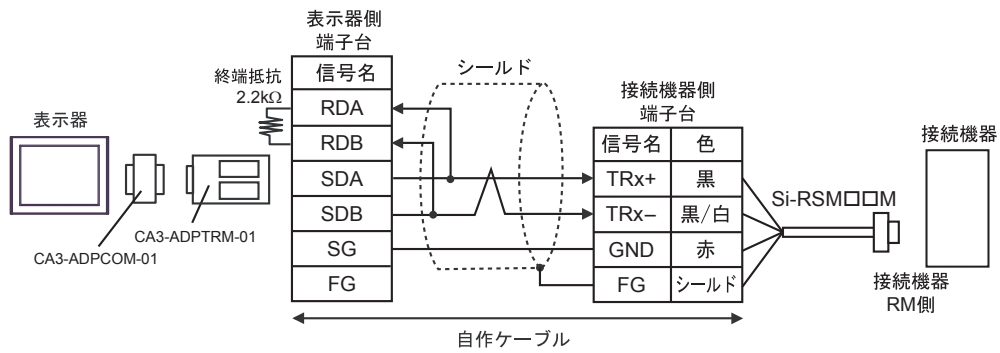 表示器
CA3-ADPCOM-01
CA3-ADPTRM-01
終端抵抗
2.2kΩ
表示器側
端子台
信号名
RDA
RDB
SDA
SDB
SG
FG
シールド
接続機器側
端子台
信号名 色
TRx+ 黒
TRx– 黒/白
GND 赤
FG シールド
Si-RSM□□M
接続機器
接続機器
RM側
自作ケーブル